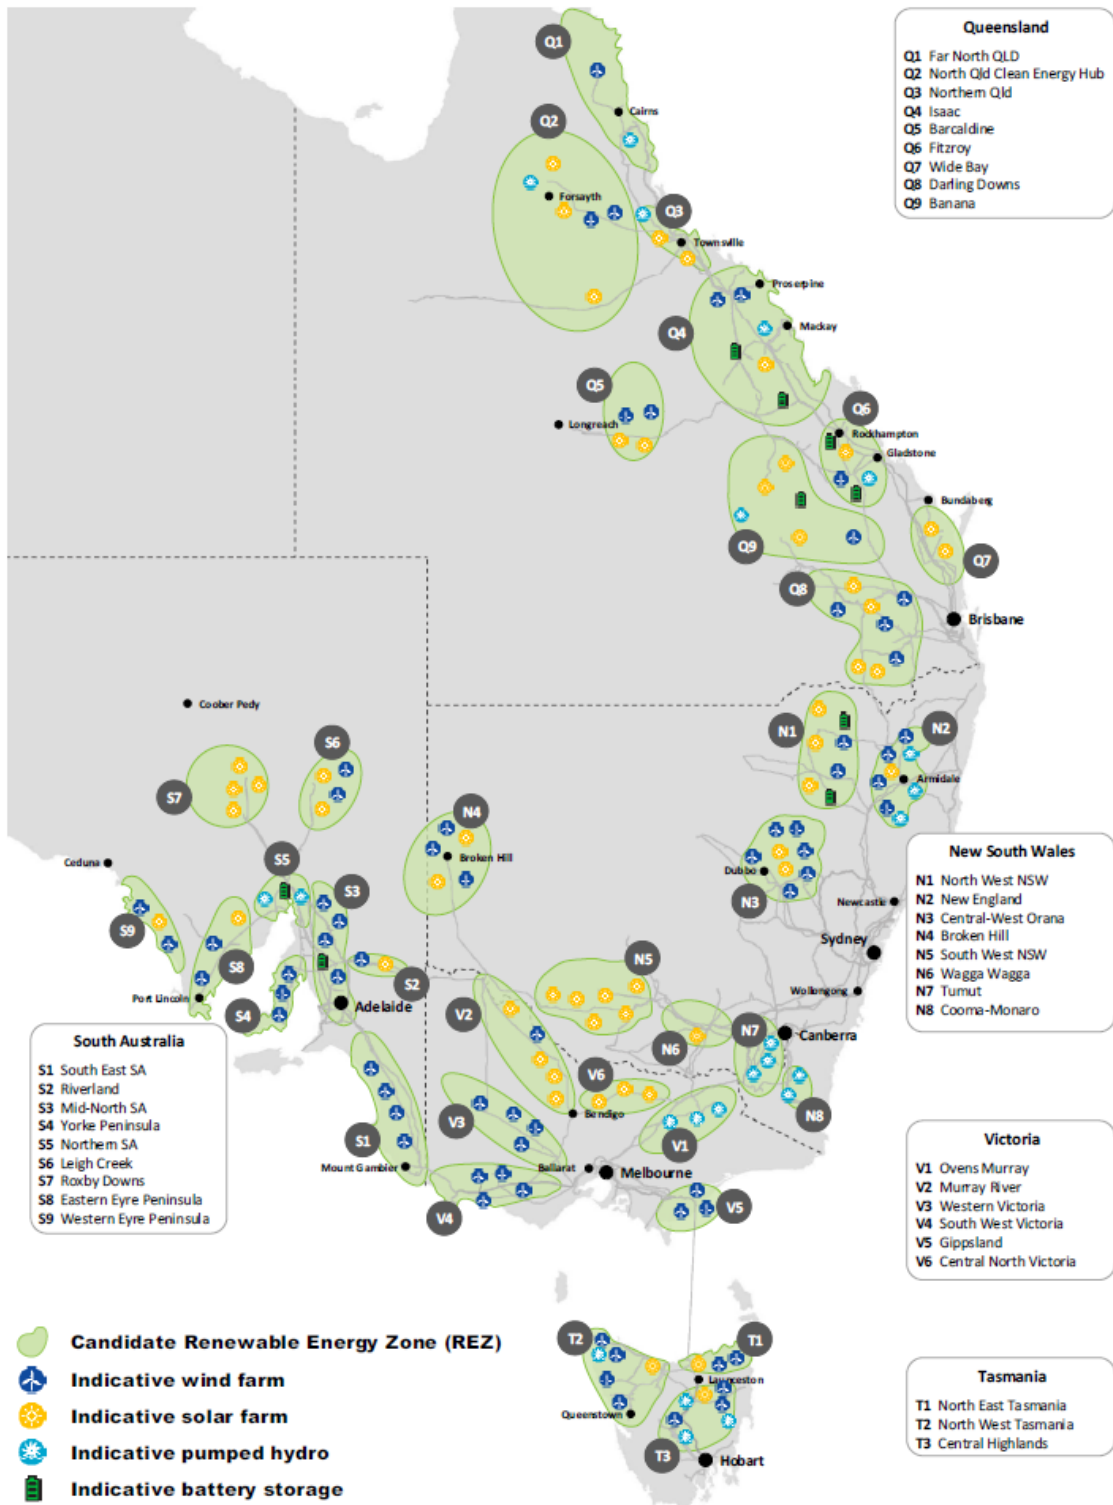 Queensland
Q1 Far North QLD
Q2 North Qld Clean Energy Hub
Q3 Northern Qld
Q4 Isaac
Q5 Barcaldine
Q6 Fitzroy
Q7 Wide Bay
Q8 Darling Downs
Q9 Banana
Q1
Cairns
Q2
Forsayth
Q3
Townsville
Proserpine
Q4
Mackay
Q5
Longreach
Q6
Rockhampton
Gladstone
Bundaberg
Q9
Q7
Q8
Brisbane
Coober Pedy
S6
S7
N1
N2
Armidale
N4
Broken Hill
Ceduna
S5
S3
Dubbo
N3
Newcastle
Sydney
S9
S8
S2
Port Lincoln
S4
Adelaide
V2
N5
Wollongong
N6
N7
Canberra
V6
N8
Bendigo
V3
V1
S1
Mount Gambier
Ballarat
Melbourne
V4
V5
New South Wales
N1 North West NSW
N2 New England
N3 Central-West Orana
N4 Broken Hill
N5 South West NSW
N6 Wagga Wagga
N7 Tumut
N8 Cooma-Monaro
South Australia
S1 South East SA
S2 Riverland
S3 Mid-North SA
S4 Yorke Peninsula
S5 Northern SA
S6 Leigh Creek
S7 Roxby Downs
S8 Eastern Eyre Peninsula
S9 Western Eyre Peninsula
Victoria
V1 Ovens Murray
V2 Murray River
V3 Western Victoria
V4 South West Victoria
V5 Gippsland
V6 Central North Victoria
T2
T1
Launceston
Queenstown
T3
Hobart
Tasmania
T1 North East Tasmania
T2 North West Tasmania
T3 Central Highlands
Candidate Renewable Energy Zone (REZ)
Indicative wind farm
Indicative solar farm
Indicative pumped hydro
Indicative battery storage